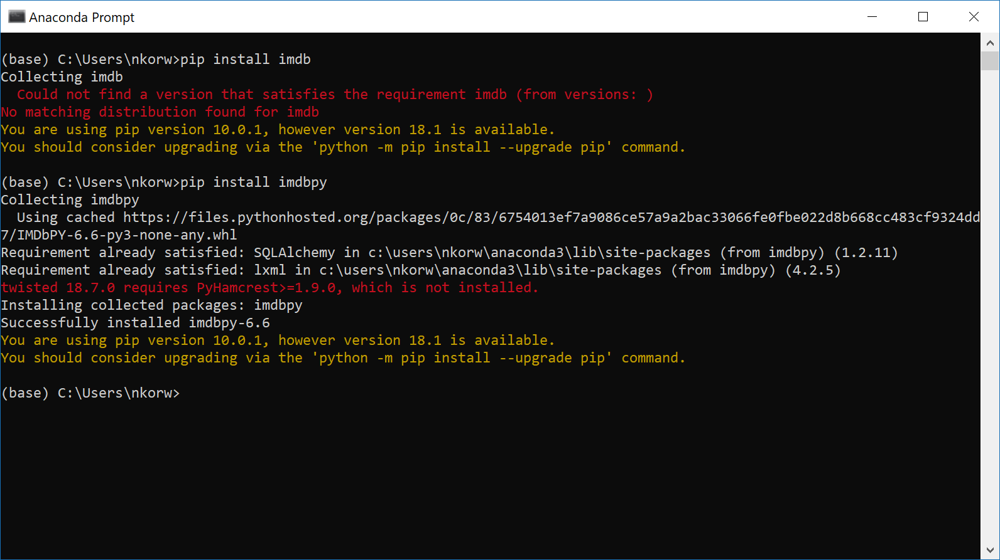 Anaconda Prompt
(base) C:\Users\nkorw>pip install imdb
Collecting imdb
  Could not find a version that satisfies the requirement imdb (from versions: )
No matching distribution found for imdb
You are using pip version 10.0.1, however version 18.1 is available.
You should consider upgrading via the 'python -m pip install --upgrade pip' command.

(base) C:\Users\nkorw>pip install imdbpy
Collecting imdbpy
  Using cached https://files.pythonhosted.org/packages/0c/83/6754013ef7a9086ce57a9a2bac33066fe0fbe022d8b668cc483cf9324dd
7/IMDbPY-6.6-py3-none-any.whl
Requirement already satisfied: SQLAlchemy in c:\users\nkorw\anaconda3\lib\site-packages (from imdbpy) (1.2.11)
Requirement already satisfied: lxml in c:\users\nkorw\anaconda3\lib\site-packages (from imdbpy) (4.2.5)
twisted 18.7.0 requires PyHamcrest>=1.9.0, which is not installed.
Installing collected packages: imdbpy
Successfully installed imdbpy-6.6
You are using pip version 10.0.1, however version 18.1 is available.
You should consider upgrading via the 'python -m pip install --upgrade pip' command.

(base) C:\Users\nkorw>